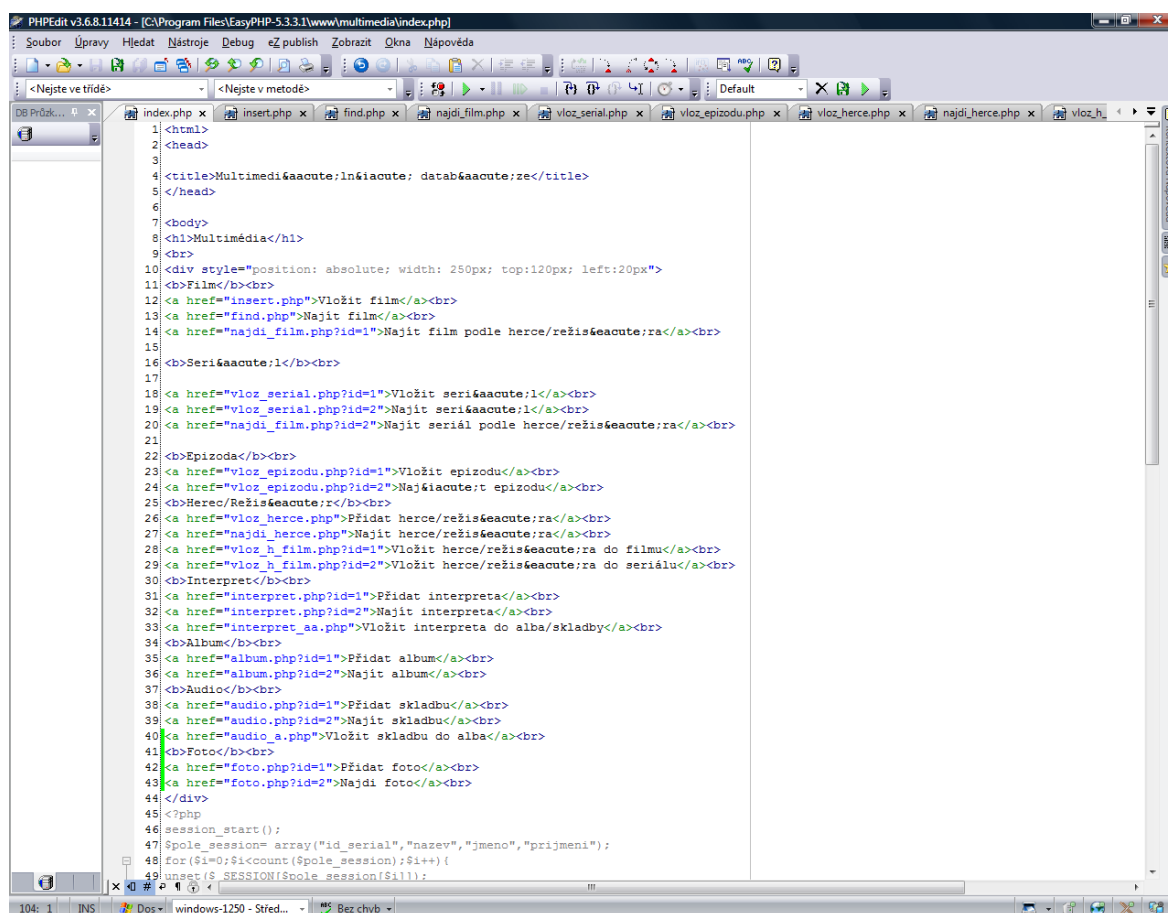 PHPEdit v3.6.8.11414 - [C:\Program Files\EasyPHP-5.3.3.1\www\multimedia\index.php]
Soubor Úpravy Hledat Nástroje Debug eZ publish Zobrazit Okna Nápověda
<Nejste ve třídě> <Nejste v metodě> Default
DB Průzk... index.php insert.php find.php najdi_film.php vloz_serial.php vloz_epizodu.php vloz_herce.php najdi_herce.php vloz_h_
1 <html>
2 <head>
3
4 <title>Multimedi&aacute;ln&iacute; datab&aacute;ze</title>
5 </head>
6
7 <body>
8 <h1>Multimédia</h1>
9 <br>
10 <div style="position: absolute; width: 250px; top:120px; left:20px">
11 <b>Film</b><br>
12 <a href="insert.php">Vložit film</a><br>
13 <a href="find.php">Najít film</a><br>
14 <a href="najdi_film.php?id=1">Najít film podle herce/režis&eacute;ra</a><br>
15
16 <b>Seri&aacute;l</b><br>
17
18 <a href="vloz_serial.php?id=1">Vložit seri&aacute;l</a><br>
19 <a href="vloz_serial.php?id=2">Najít seri&aacute;l</a><br>
20 <a href="najdi_film.php?id=2">Najít seriál podle herce/režis&eacute;ra</a><br>
21
22 <b>Epizoda</b><br>
23 <a href="vloz_epizodu.php?id=1">Vložit epizodu</a><br>
24 <a href="vloz_epizodu.php?id=2">Naj&iacute;t epizodu</a><br>
25 <b>Herec/Režis&eacute;r</b><br>
26 <a href="vloz_herce.php">Přidat herce/režis&eacute;ra</a><br>
27 <a href="najdi_herce.php">Najít herce/režis&eacute;ra</a><br>
28 <a href="vloz_h_film.php?id=1">Vložit herce/režis&eacute;ra do filmu</a><br>
29 <a href="vloz_h_film.php?id=2">Vložit herce/režis&eacute;ra do seriálu</a><br>
30 <b>Interpret</b><br>
31 <a href="interpret.php?id=1">Přidat interpreta</a><br>
32 <a href="interpret.php?id=2">Najít interpreta</a><br>
33 <a href="interpret_aa.php">Vložit interpreta do alba/skladby</a><br>
34 <b>Album</b><br>
35 <a href="album.php?id=1">Přidat album</a><br>
36 <a href="album.php?id=2">Najít album</a><br>
37 <b>Audio</b><br>
38 <a href="audio.php?id=1">Přidat skladbu</a><br>
39 <a href="audio.php?id=2">Najít skladbu</a><br>
40 <a href="audio_a.php">Vložit skladbu do alba</a><br>
41 <b>Foto</b><br>
42 <a href="foto.php?id=1">Přidat foto</a><br>
43 <a href="foto.php?id=2">Najdi foto</a><br>
44 </div>
45 <?php
46 session_start();
47 $pole_session= array("id_serial","nazev","jmeno","prijmeni");
48 for($i=0;$i<count($pole_session);$i++){
49 unset($_SESSION[$pole_session[$i]]);
104: 1 INS Dos windows-1250 - Střed... Bez chyb